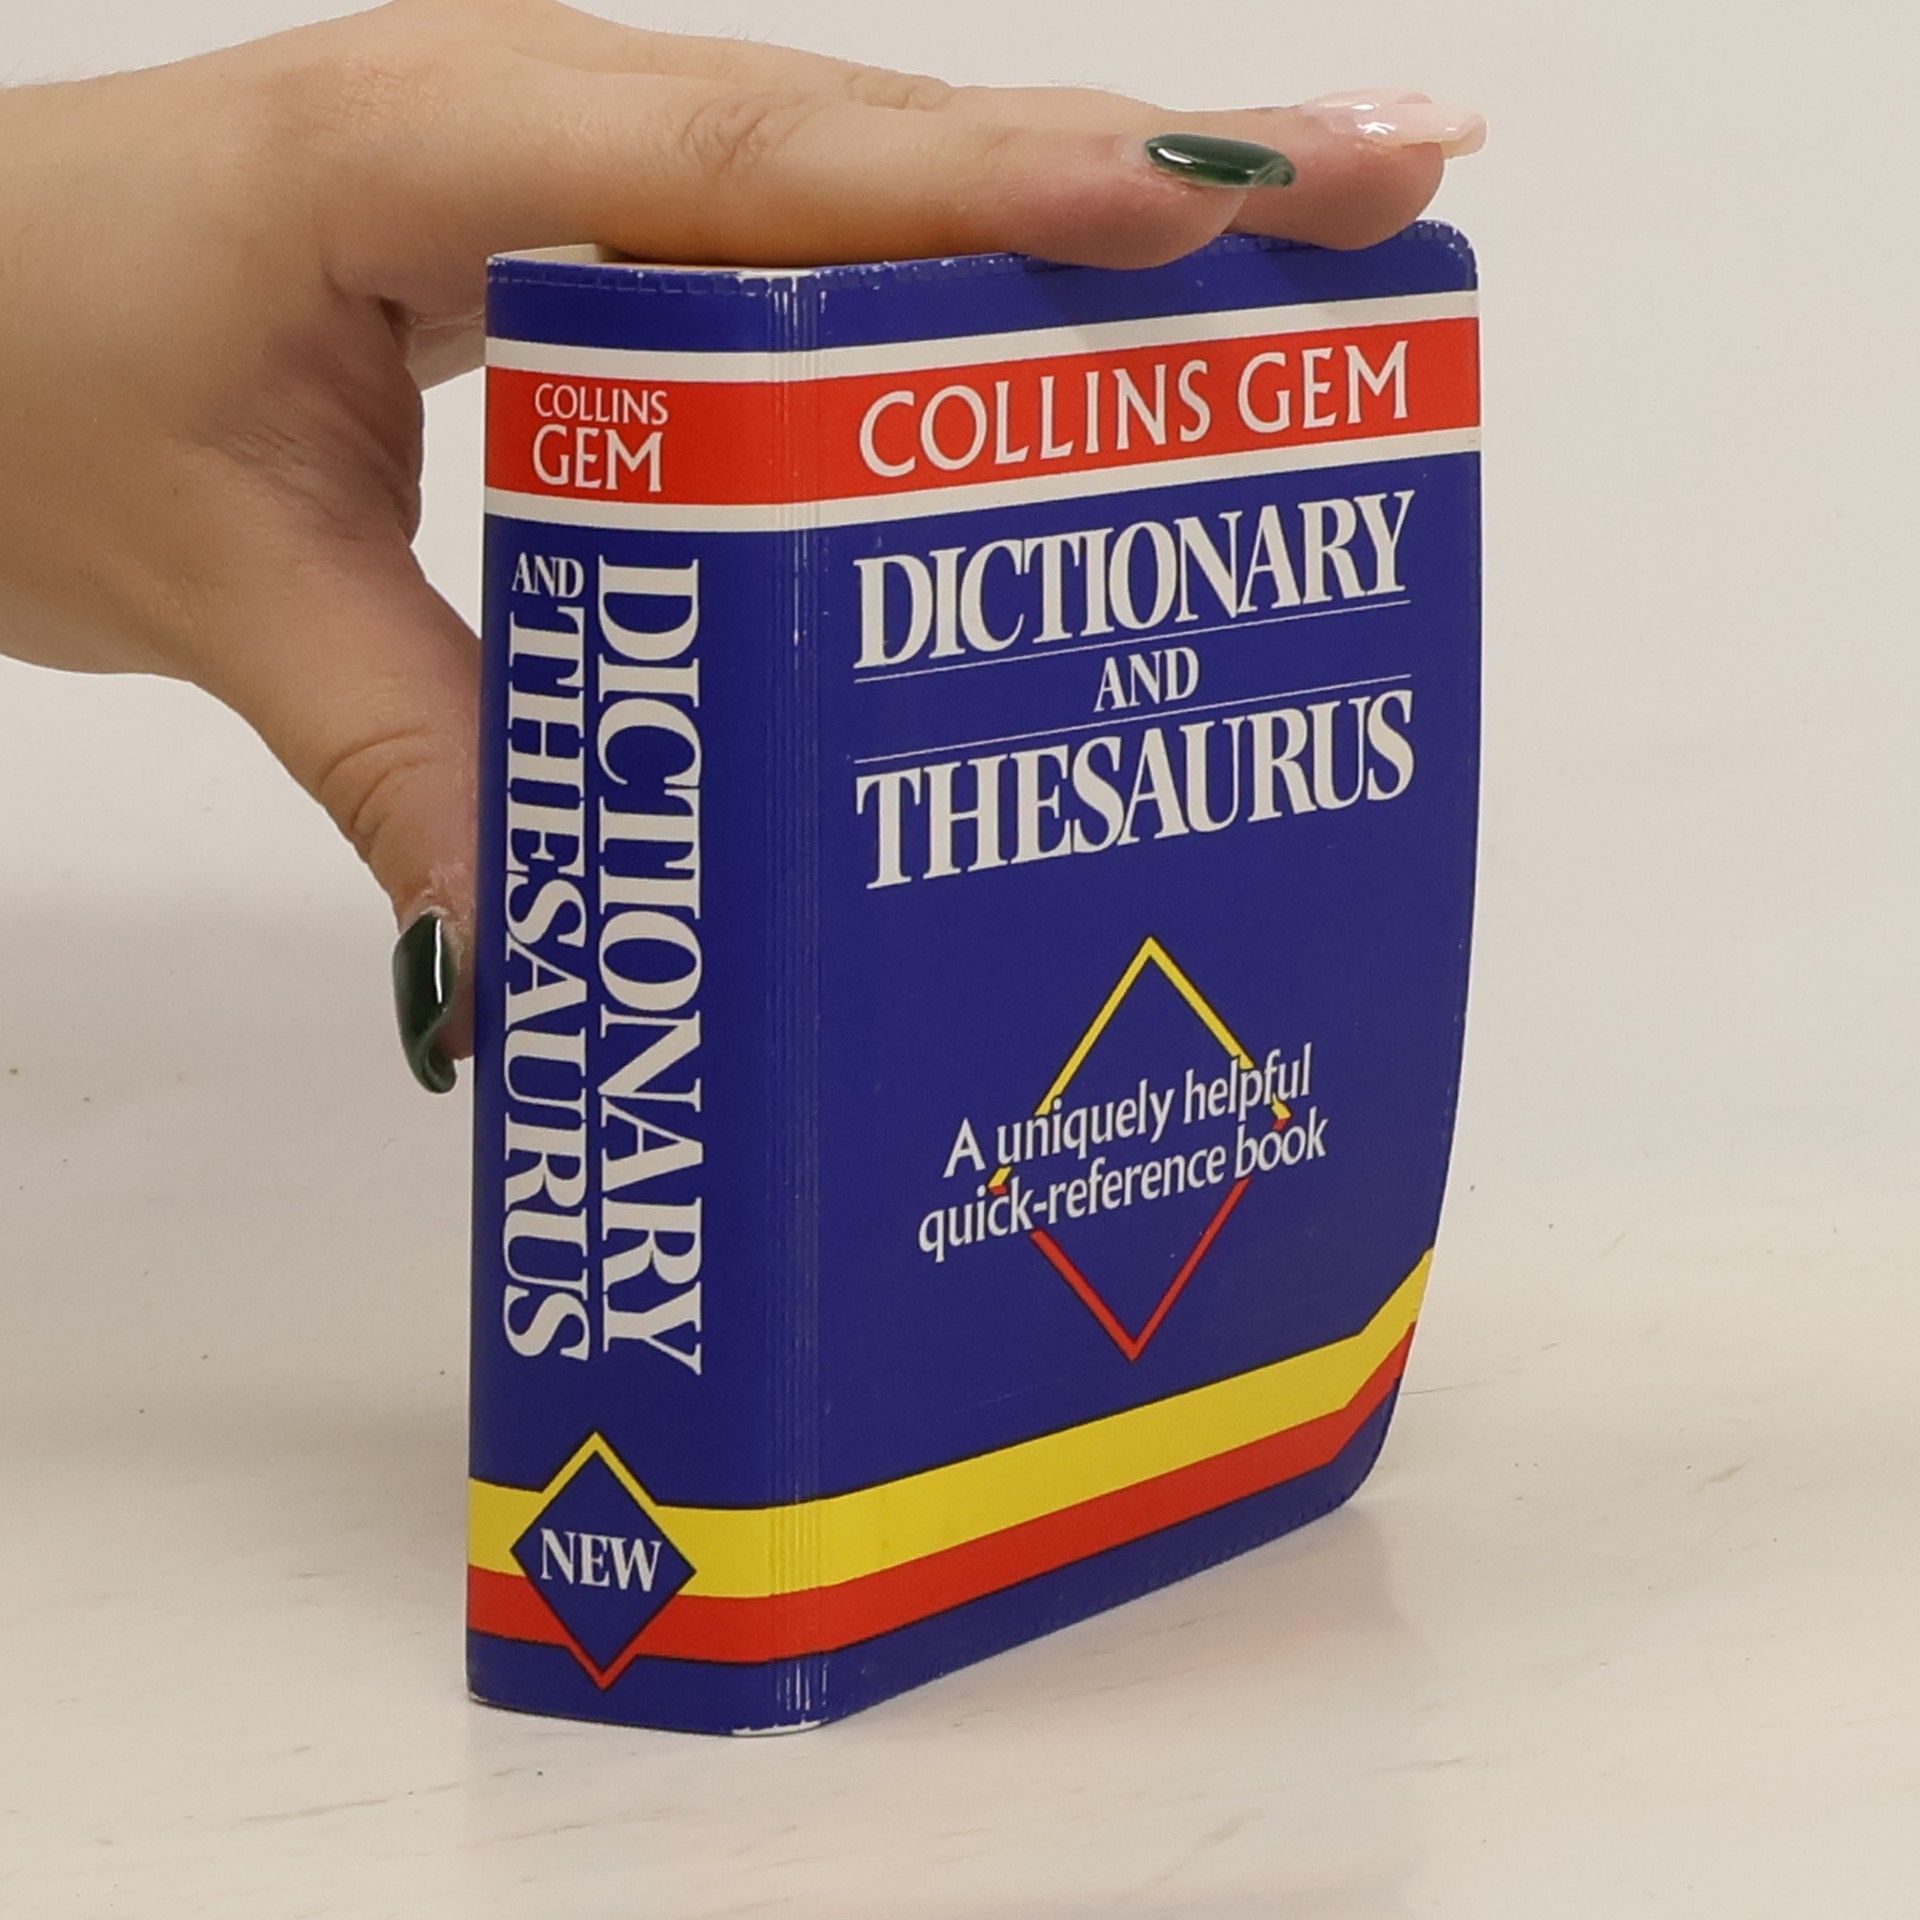 COLLINS
GEM
DICTIONARY
AND THESAURUS
NEW
COLLINS GEM
DICTIONARY
AND
THESAURUS
A uniquely helpful
quick-reference book